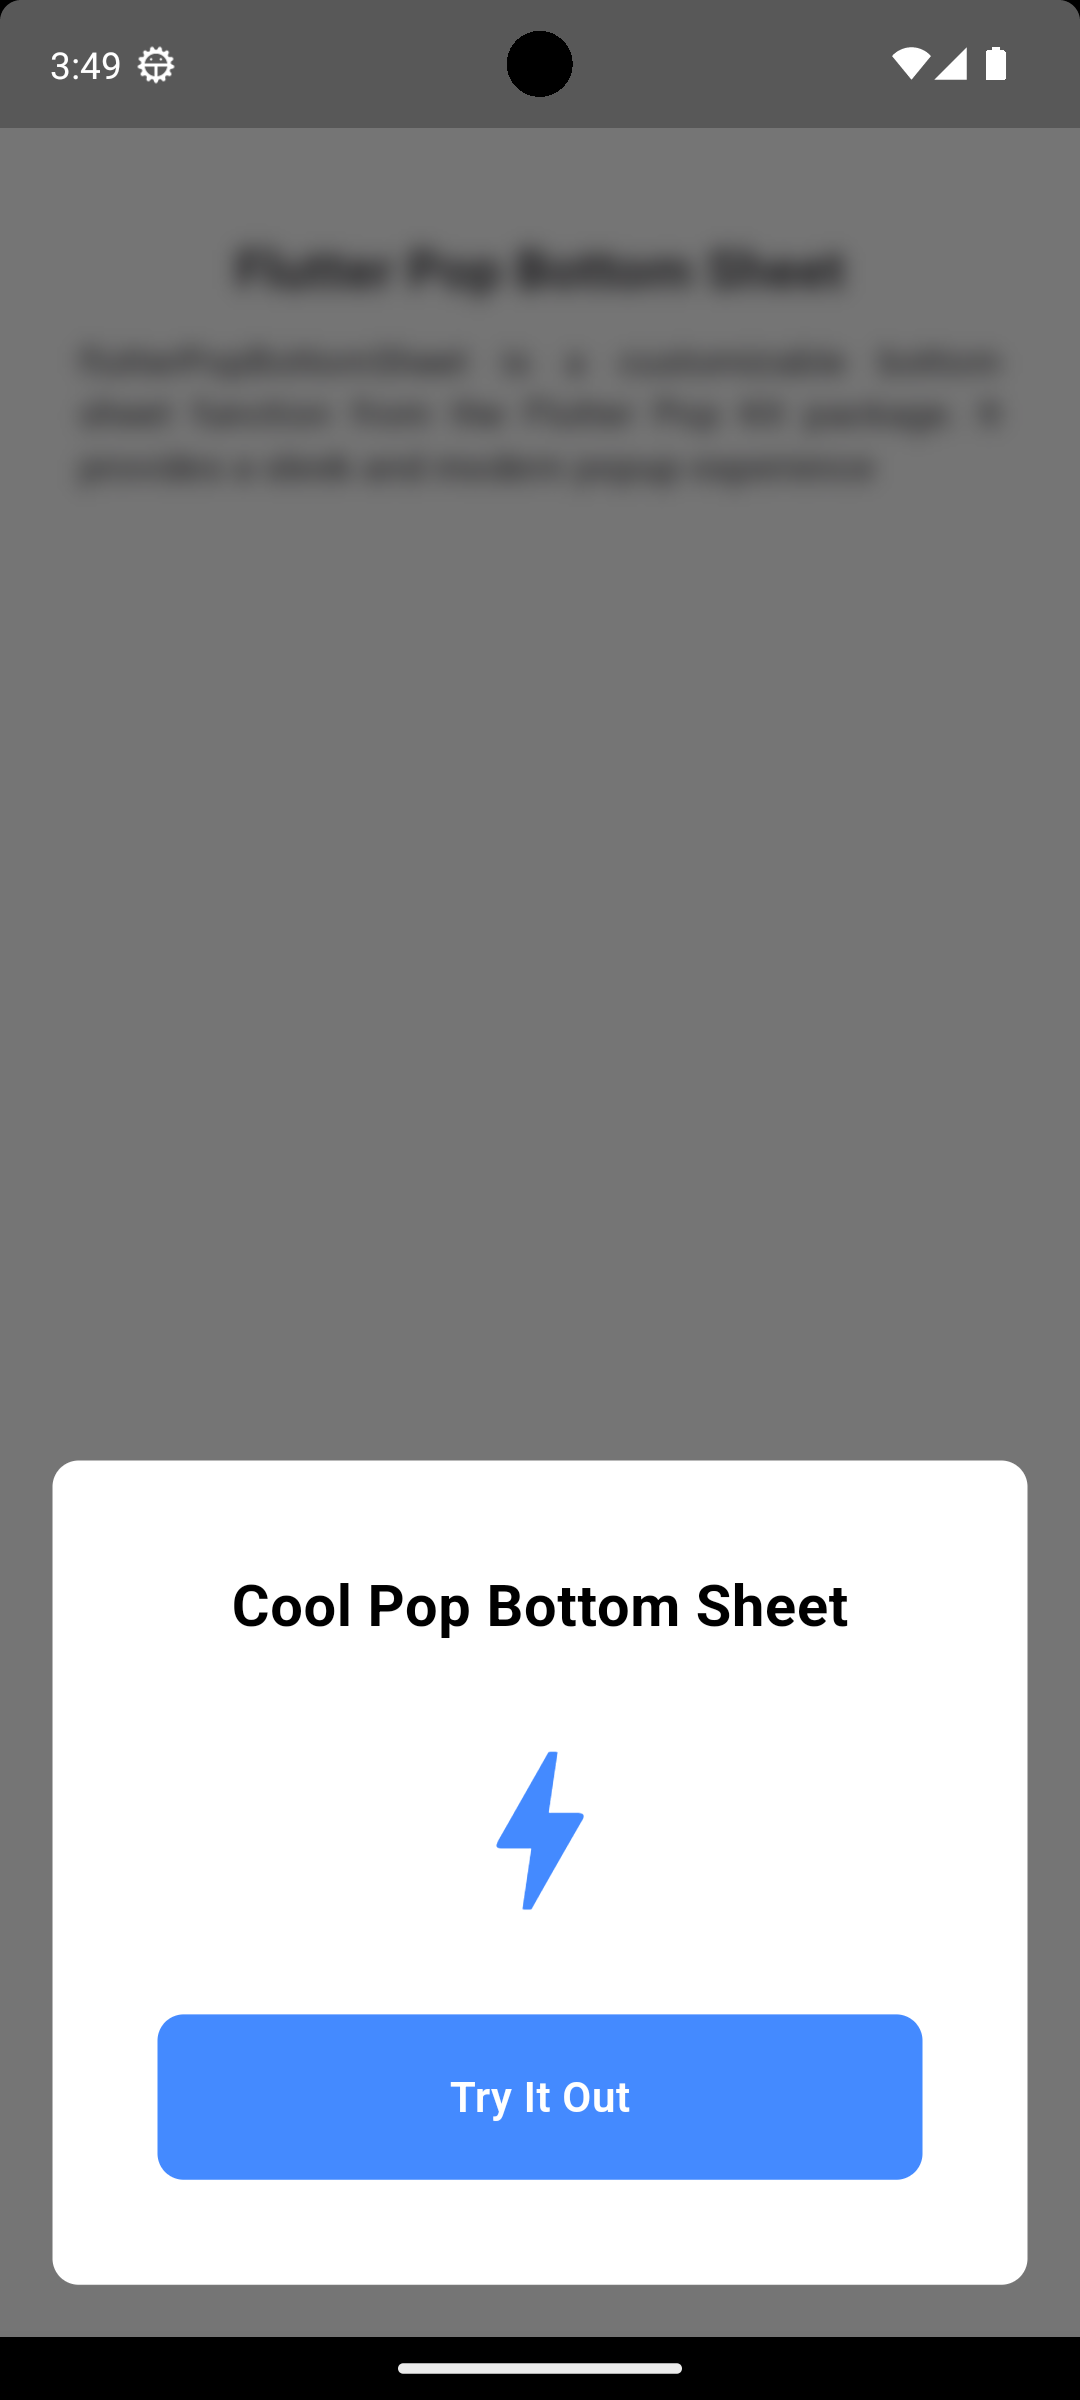 3:49
Flutter Pop Bottom Sheet
flutterPopBottomSheet is a customizable bottom
sheet function from the Flutter Pop Kit package. It
provides a sleek and modern popup experience
Cool Pop Bottom Sheet
Try It Out